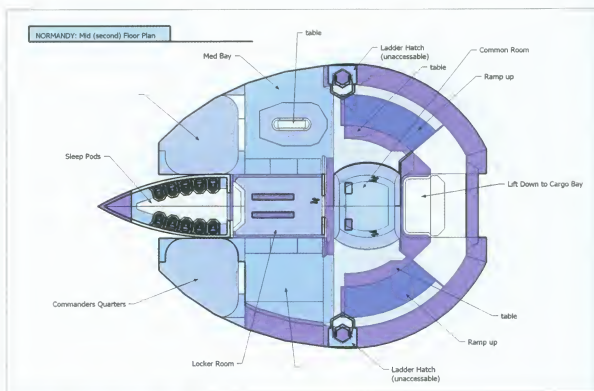 NORMANDY: Mid (second) Floor Plan
table
Med Bay
Ladder Hatch
(unaccessable)
Common Room
table
Ramp up
Sleep Pods
Lift Down to Cargo Bay
Commanders Quarters
table
Ramp up
Locker Room
Ladder Hatch
(unaccessable)